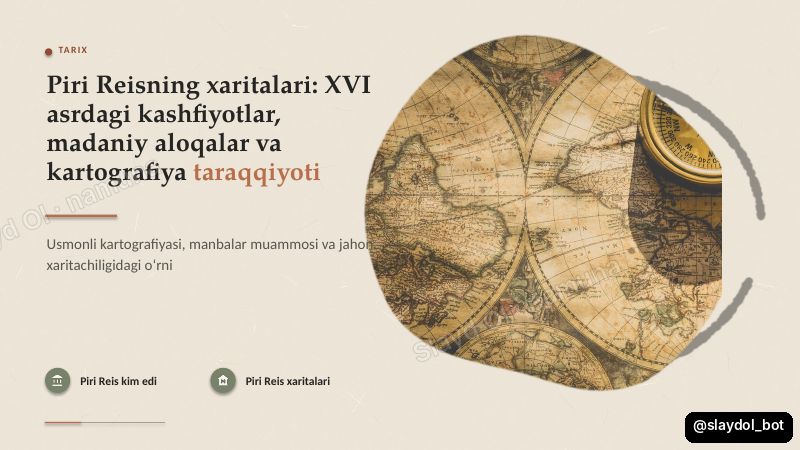 TARIX
Piri Reisning xaritalari: XVI
asrdagi kashfiyotlar,
madaniy aloqalar va
kartografiya taraqqiyoti
Usmonli kartografiyasi, manbalar muammosi va jahon
xaritachiligidagi oʻrni
Piri Reis kim edi
Piri Reis xaritalari
@slaydol_bot